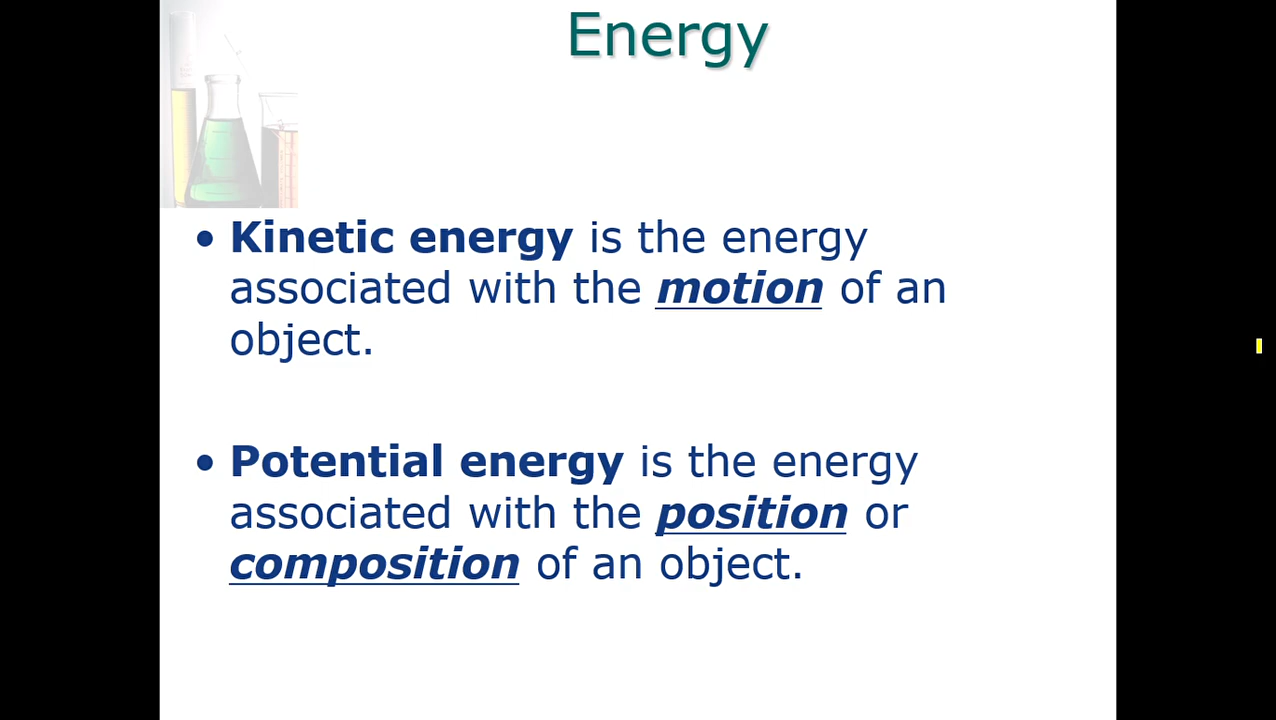 Energy
• Kinetic energy is the energy
associated with the motion of an
object.
• Potential energy is the energy
associated with the position or
composition of an object.